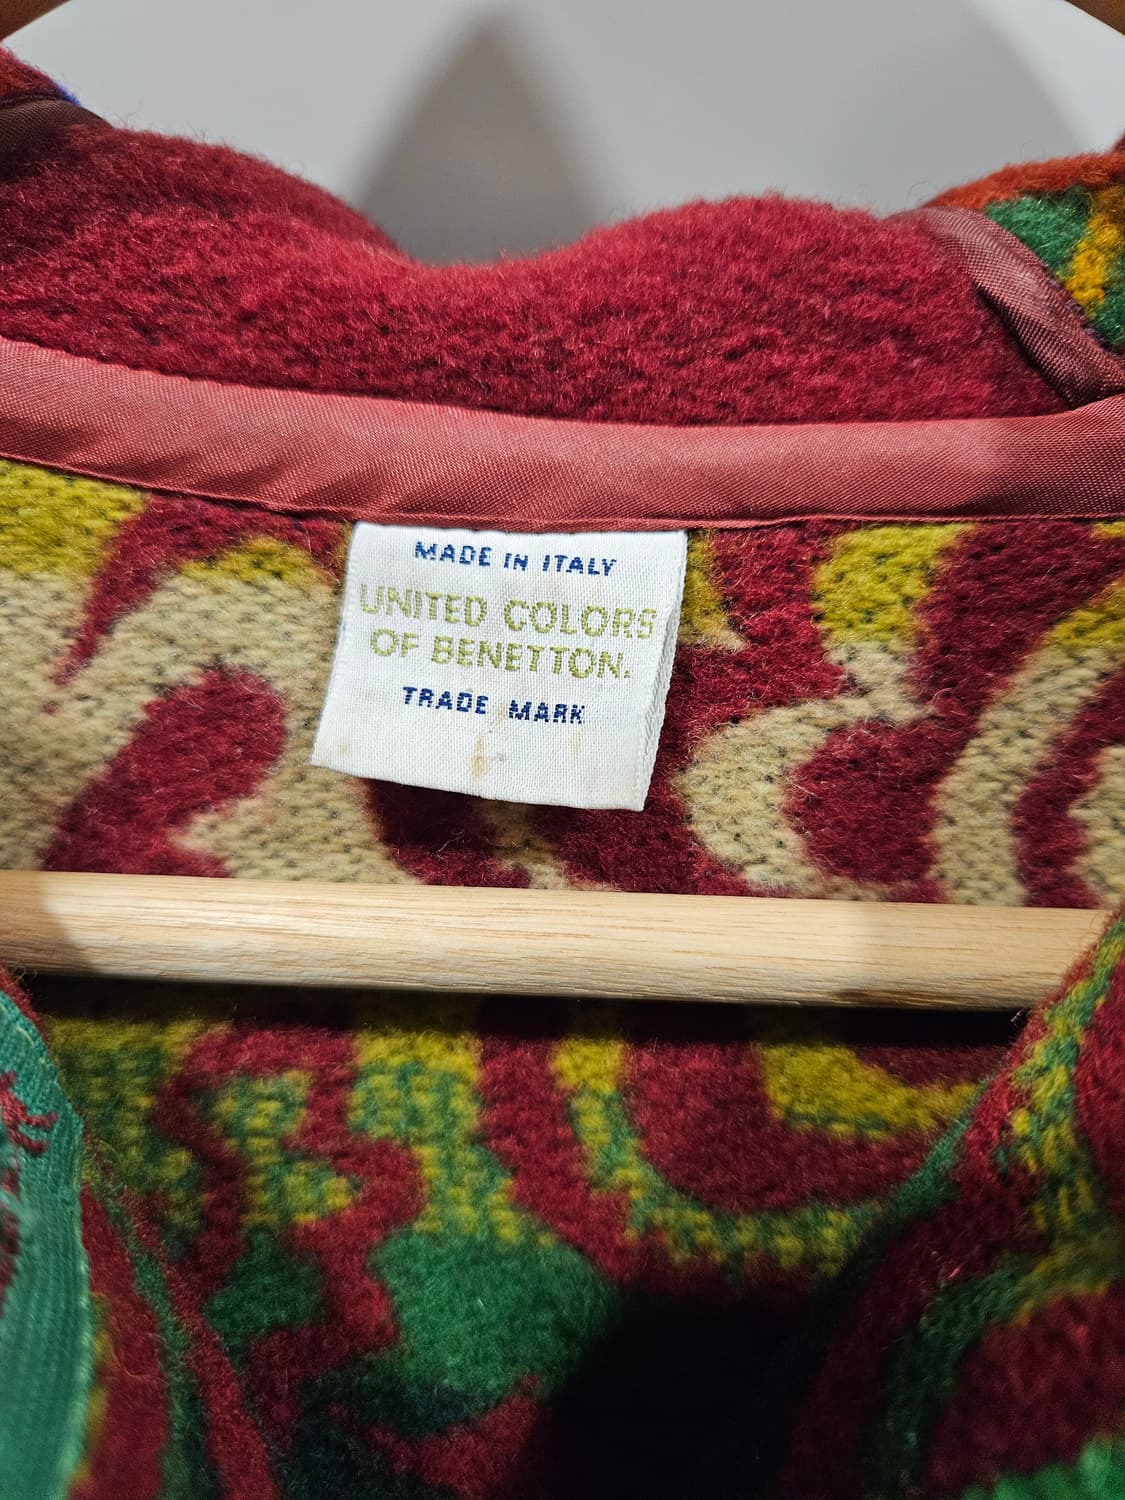 MADE IN ITALY
UNITED COLORS
OF BENETTON.
TRADE MARK